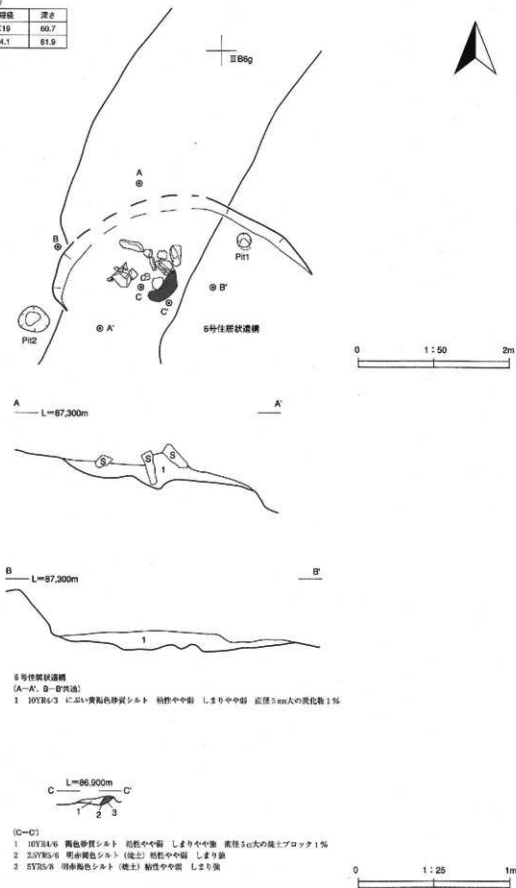 深さ
60.7
61.9
ⅡB6g
A
B
Pit1
C
B'
C'
Pit2
A'
6号住居状遺構
0 1：50 2m
A A'
L＝87,300m
S S S
1
B B'
L＝87,300m
1
6号住居状遺構
(A―A'、B―B'共通)
1 10YR4/3 にぶい黄褐色砂質シルト 粘性やや弱 しまりやや弱 直径5mm大の炭化物1％
L＝86,900m
C C'
1 2 3
(C―C')
1 10YR4/6 褐色砂質シルト 粘性やや弱 しまりやや強 直径5㎝大の焼土ブロック1％
2 2.5YR5/6 明赤褐色シルト（焼土）粘性やや弱 しまり強
3 5YR5/8 明赤褐色シルト（焼土）粘性やや弱 しまり強
0 1：25 1m